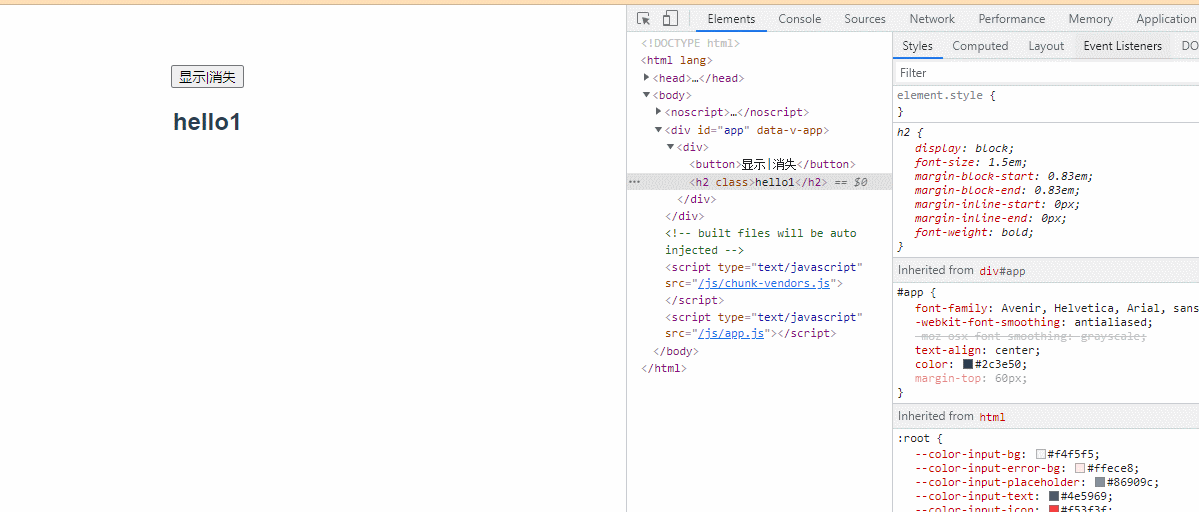 显示|消失
hello1
Elements Console Sources Network Performance Memory Application
<!DOCTYPE html>
<html lang>
<head>…</head>
<body>
<noscript>…</noscript>
<div id="app" data-v-app>
<div>
<button>显示|消失</button>
<h2 class>hello1</h2> == $0
</div>
</div>
<!-- built files will be auto
injected -->
<script type="text/javascript"
src="/js/chunk-vendors.js">
</script>
<script type="text/javascript"
src="/js/app.js"></script>
</body>
</html>
Styles Computed Layout Event Listeners DO
Filter
element.style {
}
h2 {
display: block;
font-size: 1.5em;
margin-block-start: 0.83em;
margin-block-end: 0.83em;
margin-inline-start: 0px;
margin-inline-end: 0px;
font-weight: bold;
}
Inherited from div#app
#app {
font-family: Avenir, Helvetica, Arial, sans
-webkit-font-smoothing: antialiased;
-moz-osx-font-smoothing: grayscale;
text-align: center;
color: #2c3e50;
margin-top: 60px;
}
Inherited from html
:root {
--color-input-bg: #f4f5f5;
--color-input-error-bg: #ffece8;
--color-input-placeholder: #86909c;
--color-input-text: #4e5969;
--color-input-icon: #f53f3f;